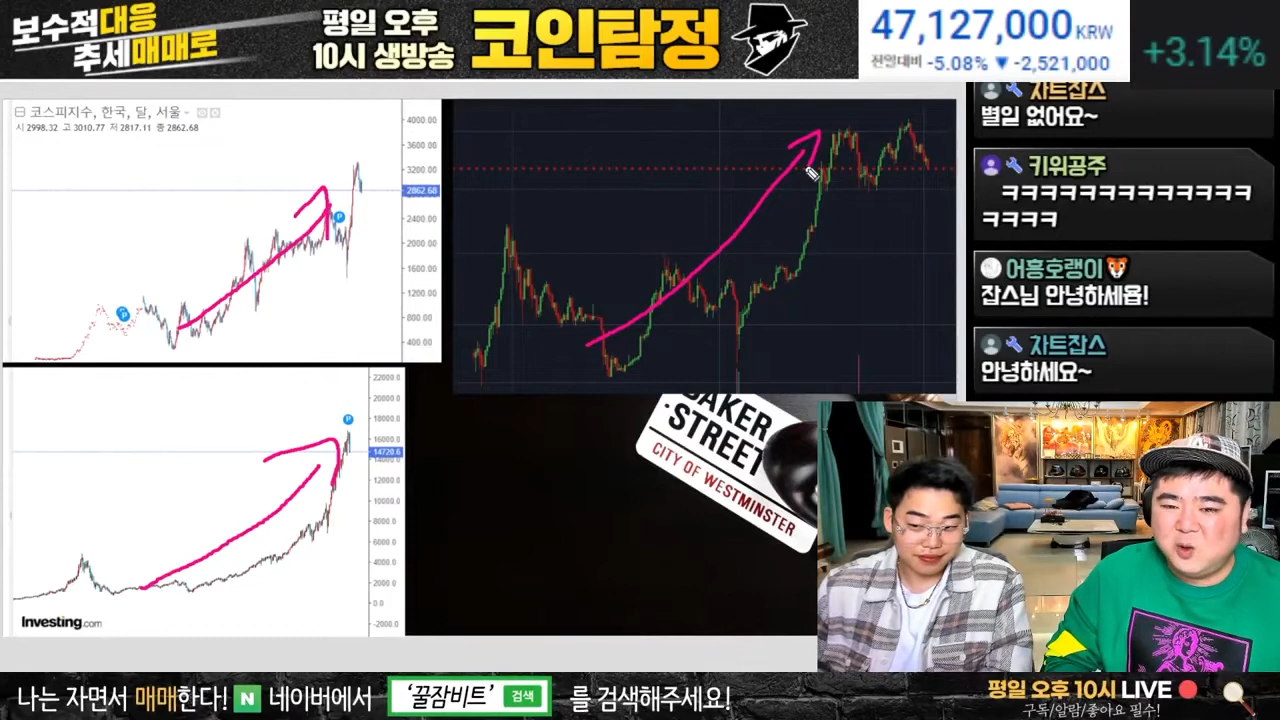 보수적대응
추세매매로
평일 오후
10시 생방송
코인탐정
47,127,000 KRW
전일대비 -5.08% ▼ -2,521,000
+3.14%
코스피지수, 한국, 달, 서울
시 2998.32 고 3010.77 저 2817.11 종 2862.68
4000.00
3600.00
3200.00
2862.68
2400.00
2000.00
1600.00
1200.00
800.00
400.00
P
P
차트잡스
별일 없어요~
키위공주
ㅋㅋㅋㅋㅋㅋㅋㅋㅋㅋㅋㅋㅋ
ㅋㅋㅋㅋ
어흥호랭이
잡스님 안녕하세욥!
차트잡스
안녕하세요~
22000.0
20000.0
18000.0
16000.0
14720.6
12000.0
10000.0
8000.0
6000.0
4000.0
2000.0
0.0
-2000.0
P
Investing.com
BAKER
·STREET
CITY OF WESTMINSTER
나는 자면서 매매한다! N 네이버에서 '꿀잠비트' 검색 를 검색해주세요!
평일 오후 10시 LIVE
구독/알람/좋아요 필수!